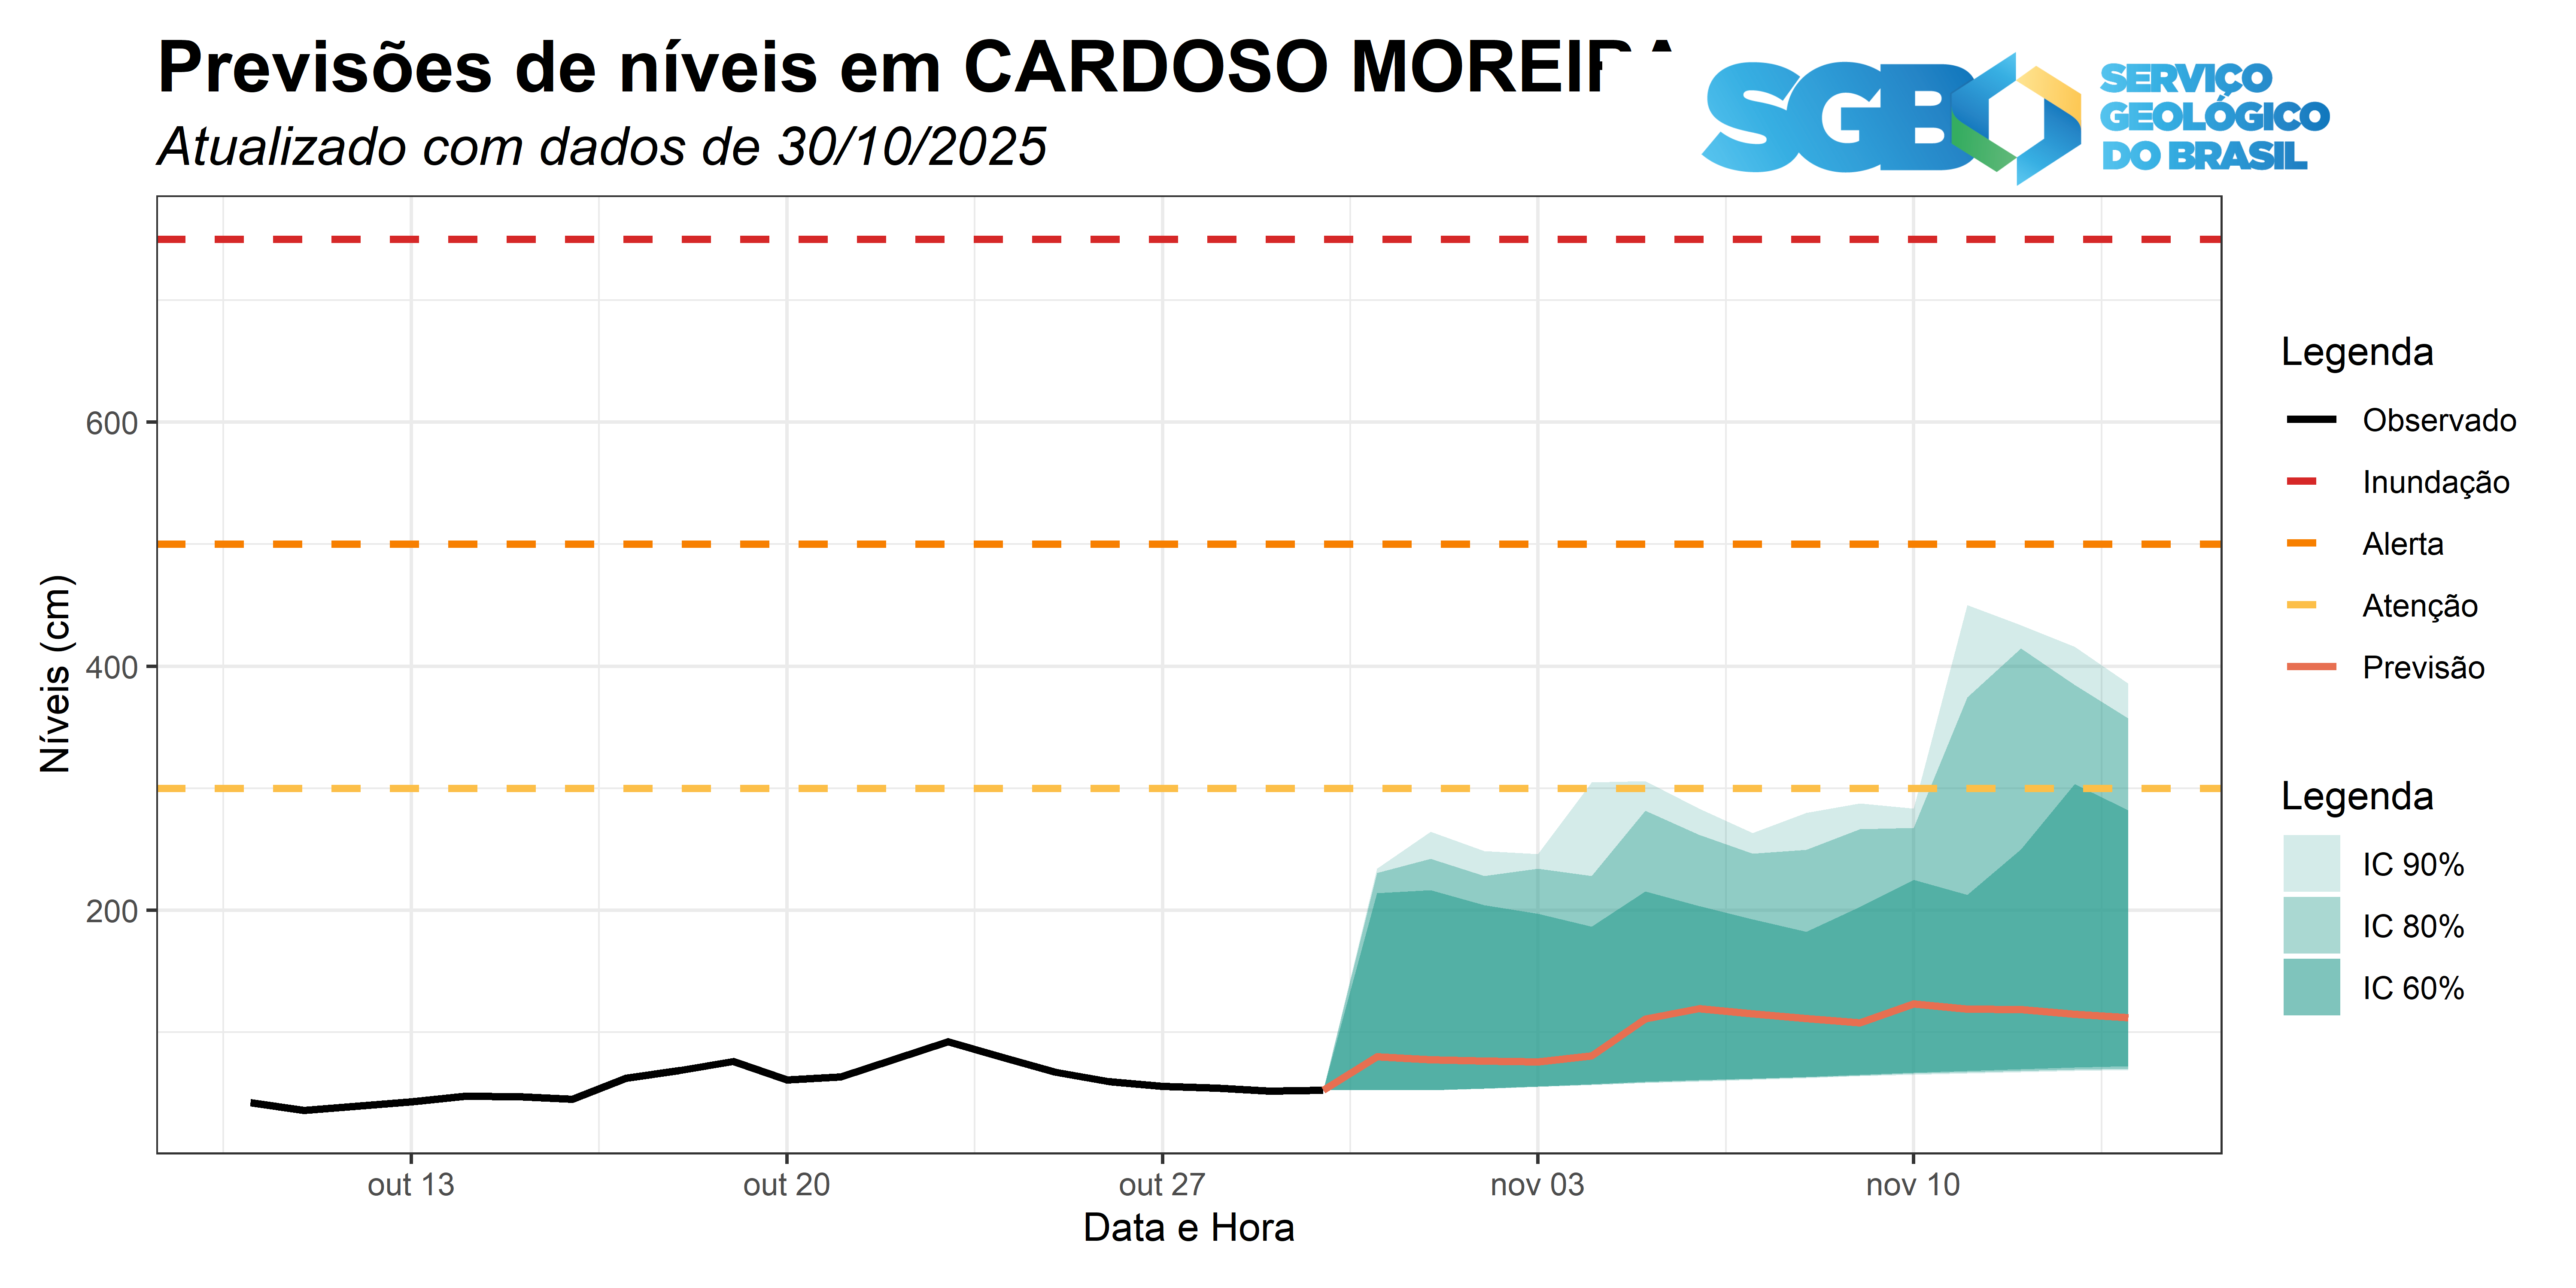 Previsões de níveis em CARDOSO MOREIRA
Atualizado com dados de 30/10/2025
SGB
SERVIÇO
GEOLÓGICO
DO BRASIL
Níveis (cm)
600
400
200
out 13
out 20
out 27
nov 03
nov 10
Data e Hora
Legenda
Observado
Inundação
Alerta
Atenção
Previsão
Legenda
IC 90%
IC 80%
IC 60%